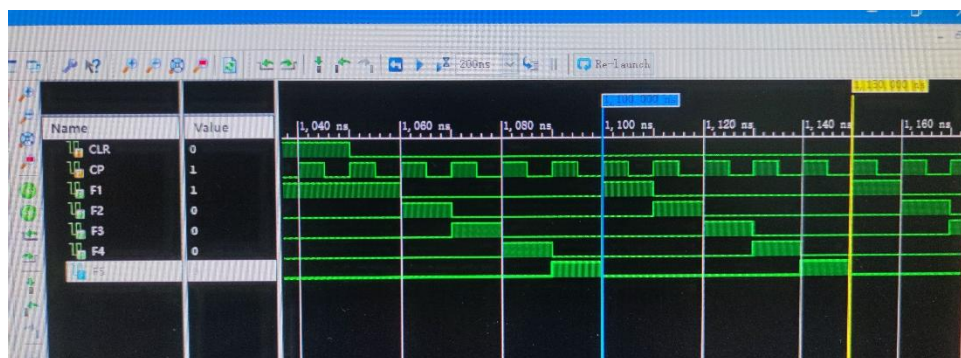 200ns
Re-launch
1,100.000 ns
1,150.000 ns
Name
Value
1,040 ns
1,060 ns
1,080 ns
1,100 ns
1,120 ns
1,140 ns
1,160 ns
CLR
0
CP
1
F1
1
F2
0
F3
0
F4
0
F5